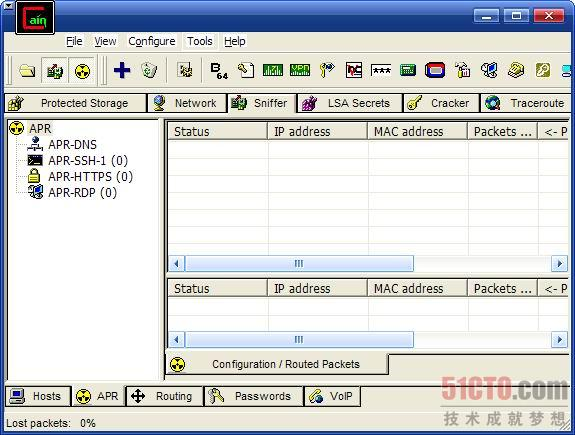 Cain
File View Configure Tools Help
B 64
Protected Storage Network Sniffer LSA Secrets Cracker Traceroute
APR
APR-DNS
APR-SSH-1 (0)
APR-HTTPS (0)
APR-RDP (0)
Status IP address MAC address Packets ... <- P
Status IP address MAC address Packets ... <- P
Configuration / Routed Packets
Hosts APR Routing Passwords VoIP
Lost packets: 0%
51CTO.com
技术成就梦想